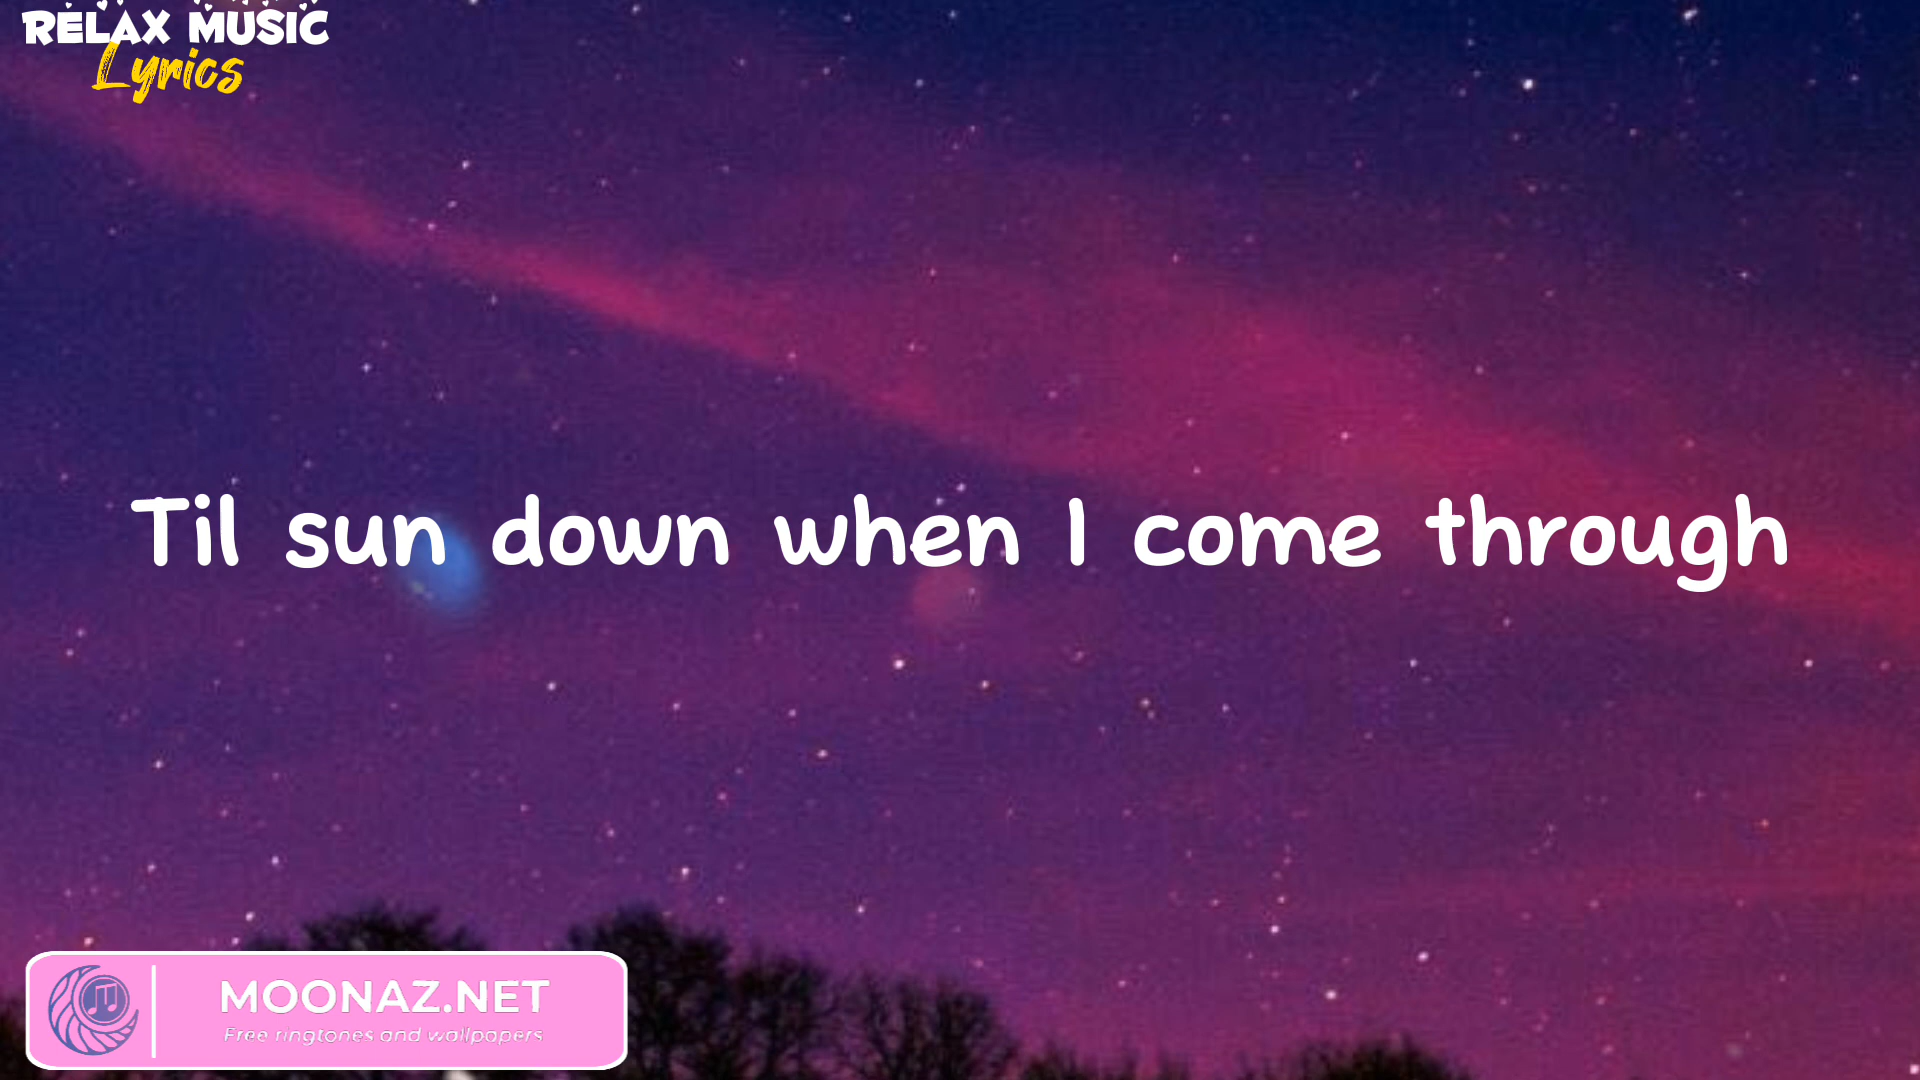 RELAX MUSIC
Lyrics
Til sun down when I come through
MOONAZ.NET
Free ringtones and wallpapers